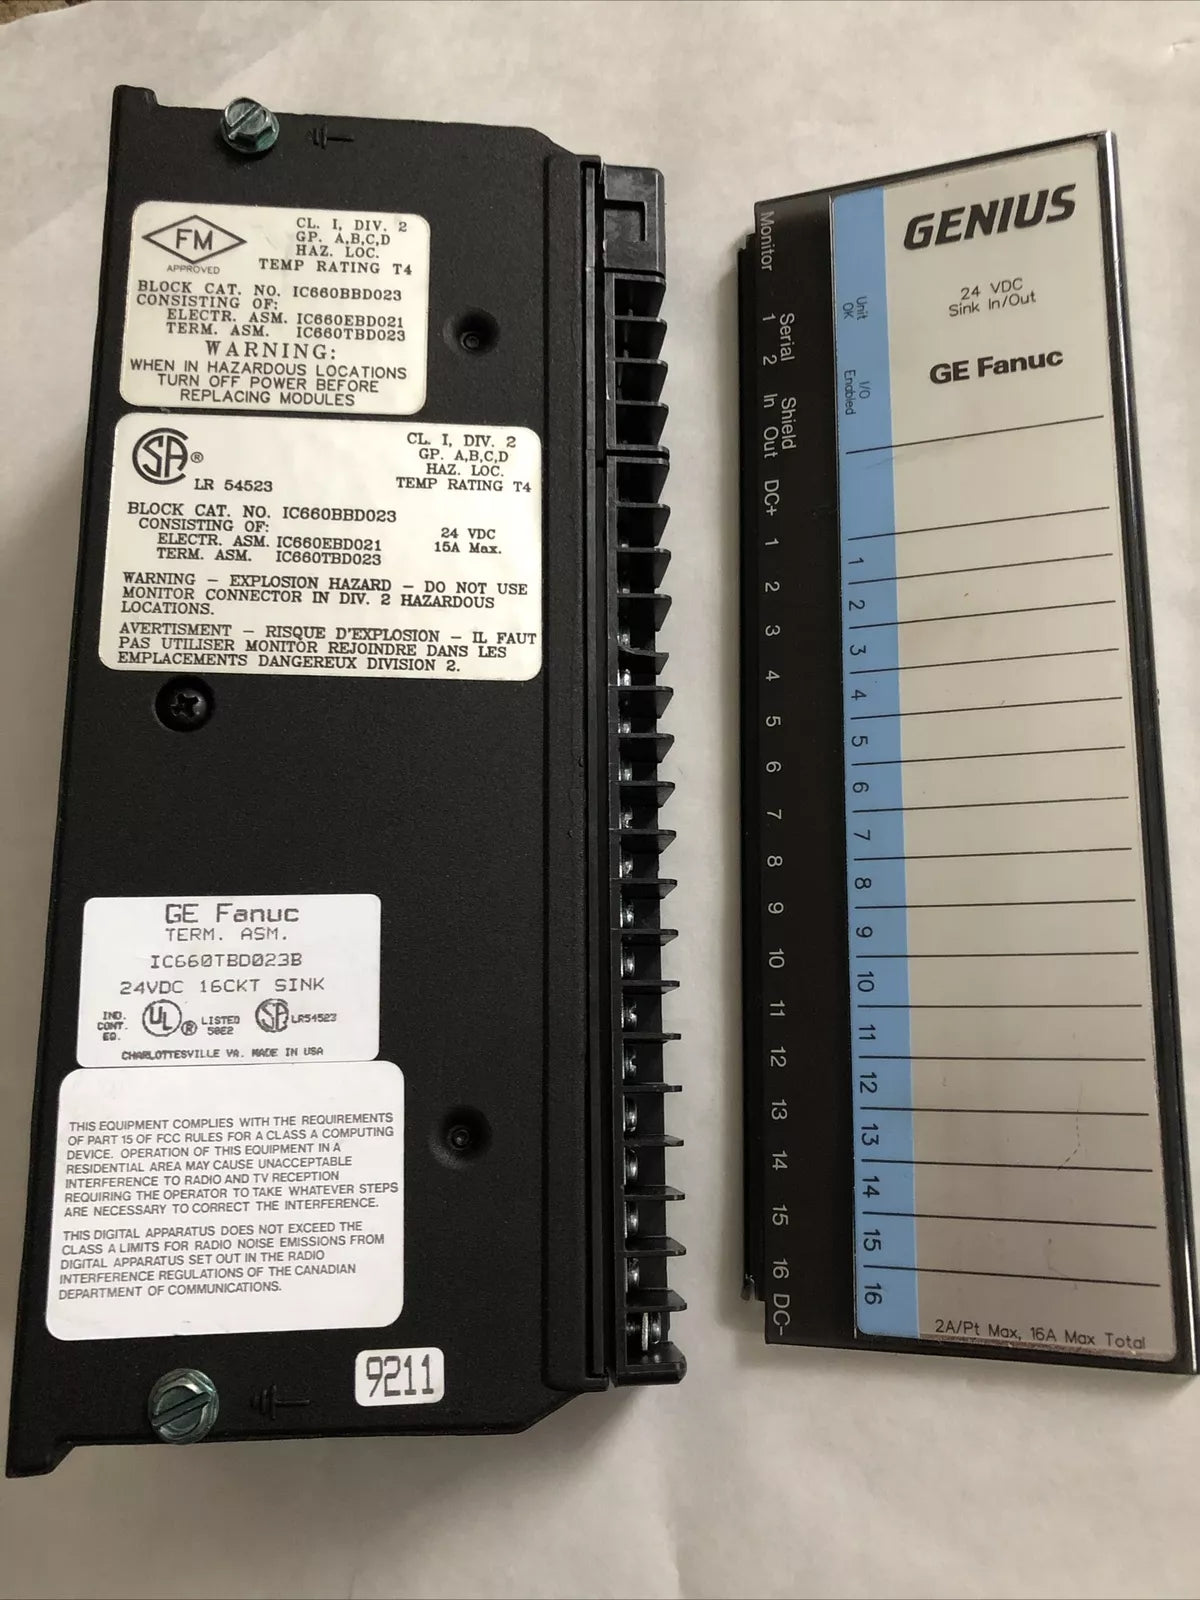 FM
APPROVED
CL. I, DIV. 2
GP. A,B,C,D
HAZ. LOC.
TEMP RATING T4
BLOCK CAT. NO. IC660BBD023
CONSISTING OF:
ELECTR. ASM. IC660EBD021
TERM. ASM. IC660TBD023
WARNING:
WHEN IN HAZARDOUS LOCATIONS
TURN OFF POWER BEFORE
REPLACING MODULES
SA ®
LR 54523
CL. I, DIV. 2
GP. A,B,C,D
HAZ. LOC.
TEMP RATING T4
BLOCK CAT. NO. IC660BBD023
CONSISTING OF:
ELECTR. ASM. IC660EBD021
TERM. ASM. IC660TBD023
24 VDC
15A Max.
WARNING - EXPLOSION HAZARD - DO NOT USE
MONITOR CONNECTOR IN DIV. 2 HAZARDOUS
LOCATIONS.
AVERTISMENT - RISQUE D'EXPLOSION - IL FAUT
PAS UTILISER MONITOR REJOINDRE DANS LES
EMPLACEMENTS DANGEREUX DIVISION 2.
GE Fanuc
TERM. ASM.
IC660TBD023B
24VDC 16CKT SINK
IND.
CONT.
EQ.
UL ®
LISTED
50E2
SA
LR54523
CHARLOTTESVILLE VA. MADE IN USA
THIS EQUIPMENT COMPLIES WITH THE REQUIREMENTS
OF PART 15 OF FCC RULES FOR A CLASS A COMPUTING
DEVICE. OPERATION OF THIS EQUIPMENT IN A
RESIDENTIAL AREA MAY CAUSE UNACCEPTABLE
INTERFERENCE TO RADIO AND TV RECEPTION
REQUIRING THE OPERATOR TO TAKE WHATEVER STEPS
ARE NECESSARY TO CORRECT THE INTERFERENCE.
THIS DIGITAL APPARATUS DOES NOT EXCEED THE
CLASS A LIMITS FOR RADIO NOISE EMISSIONS FROM
DIGITAL APPARATUS SET OUT IN THE RADIO
INTERFERENCE REGULATIONS OF THE CANADIAN
DEPARTMENT OF COMMUNICATIONS.
9211
Monitor
Serial
1 2
Shield
In Out
DC+
1 2 3 4 5 6 7 8 9 10 11 12 13 14 15 16 DC-
Unit
OK
I/O
Enabled
1 2 3 4 5 6 7 8 9 10 11 12 13 14 15 16
GENIUS
24 VDC
Sink In/Out
GE Fanuc
2A/Pt Max, 16A Max Total